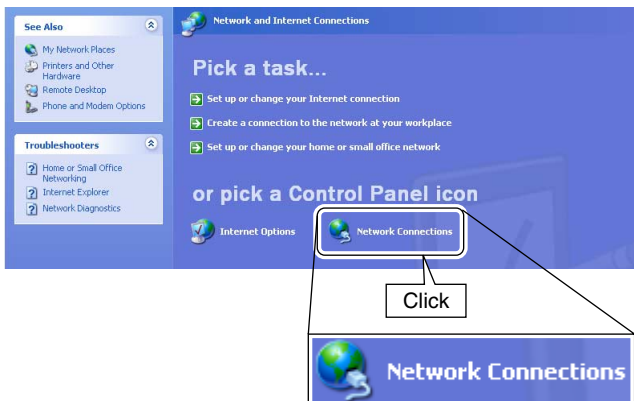 See Also
My Network Places
Printers and Other
Hardware
Remote Desktop
Phone and Modem Options
Troubleshooters
Home or Small Office
Networking
Internet Explorer
Network Diagnostics
Network and Internet Connections
Pick a task...
Set up or change your Internet connection
Create a connection to the network at your workplace
Set up or change your home or small office network
or pick a Control Panel icon
Internet Options
Network Connections
Click
Network Connections